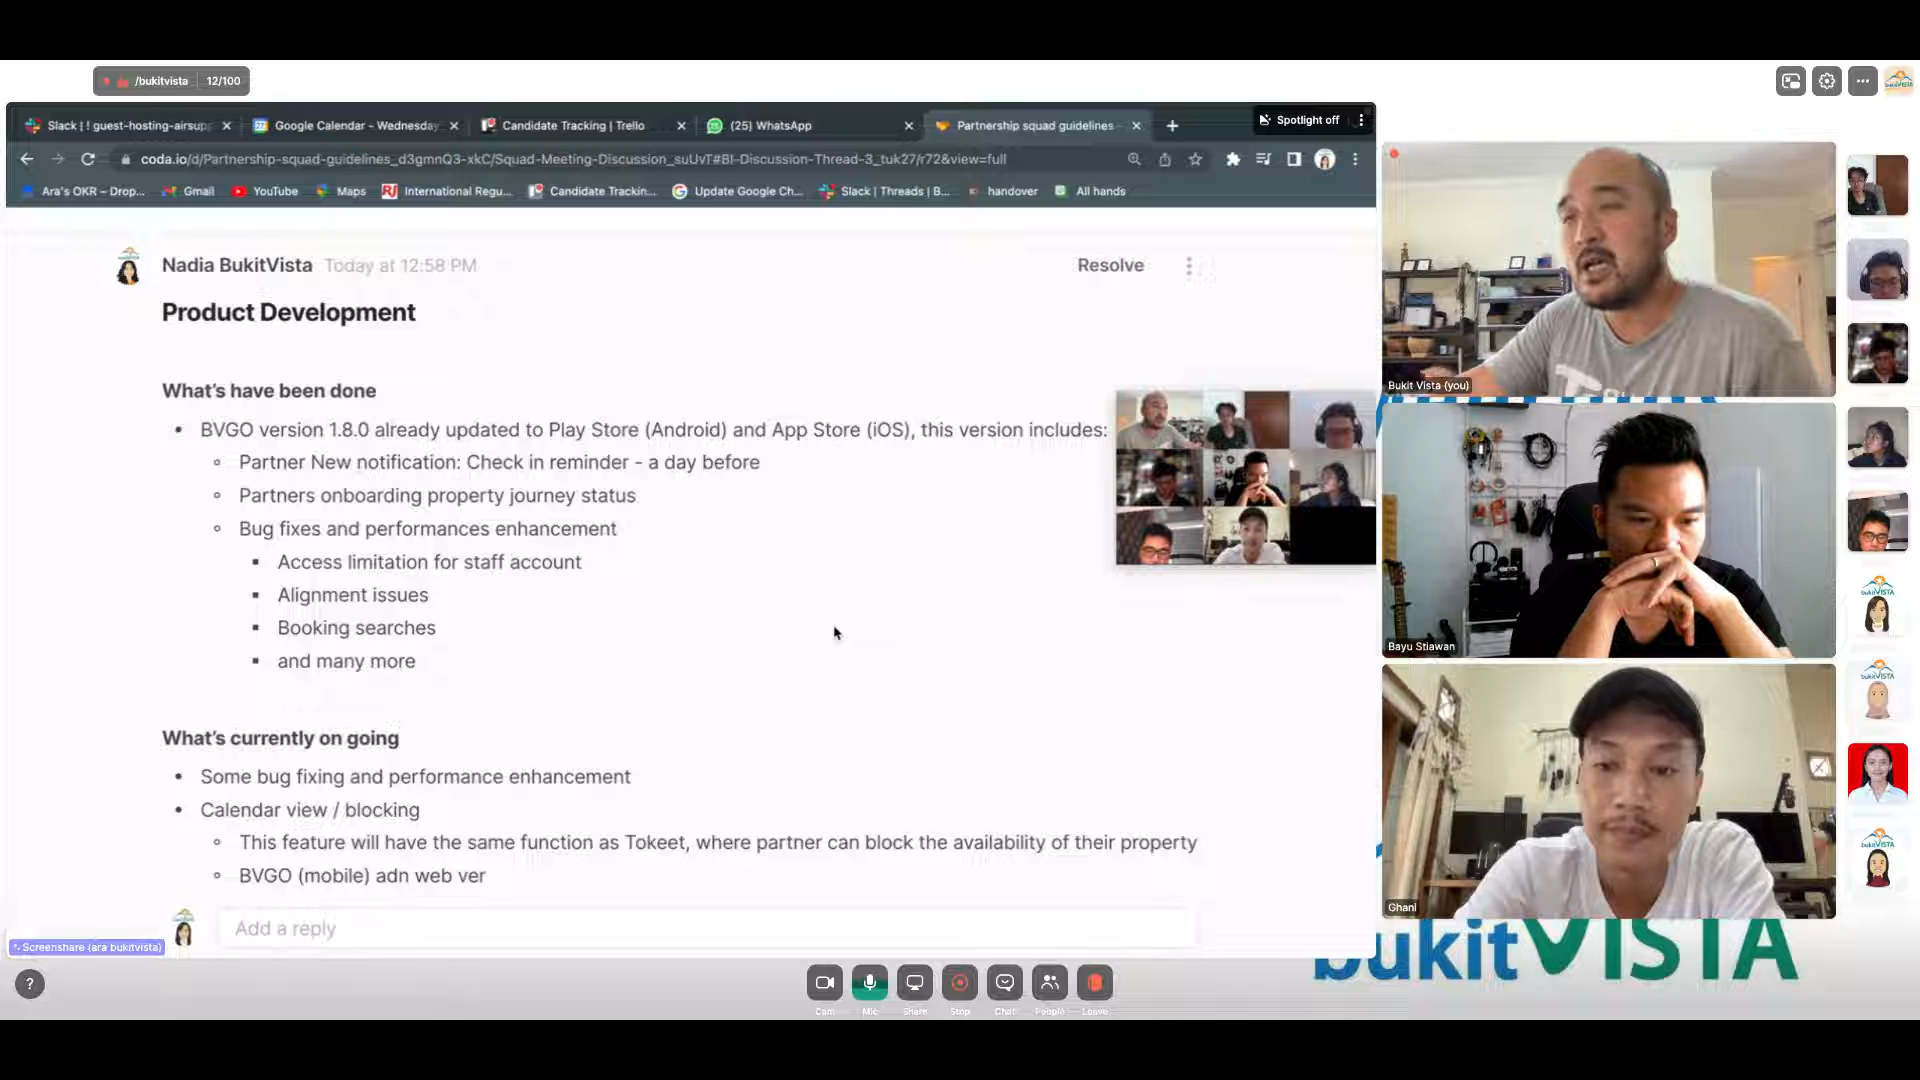 /bukitvista 12/100
Slack | ! guest-hosting-airsup
Google Calendar - Wednesday
Candidate Tracking | Trello
(25) WhatsApp
Partnership squad guidelines
Spotlight off
coda.io/d/Partnership-squad-guidelines_d3gmnQ3-xkC/Squad-Meeting-Discussion_suUvT#BI-Discussion-Thread-3_tuk27/r72&view=full
Ara's OKR – Drop...
Gmail
YouTube
Maps
International Regu...
Candidate Trackin...
Update Google Ch...
Slack | Threads | B...
handover
All hands
Nadia BukitVista Today at 12:58 PM
Resolve
Product Development
What's have been done
• BVGO version 1.8.0 already updated to Play Store (Android) and App Store (iOS), this version includes:
◦ Partner New notification: Check in reminder - a day before
◦ Partners onboarding property journey status
◦ Bug fixes and performances enhancement
▪ Access limitation for staff account
▪ Alignment issues
▪ Booking searches
▪ and many more
What's currently on going
• Some bug fixing and performance enhancement
• Calendar view / blocking
◦ This feature will have the same function as Tokeet, where partner can block the availability of their property
◦ BVGO (mobile) adn web ver
Add a reply
Screenshare (ara bukitvista)
Bukit Vista (you)
Bayu Stiawan
Ghani
bukitVISTA
?
Cam
Mic
Share
Stop
Chat
People
Leave